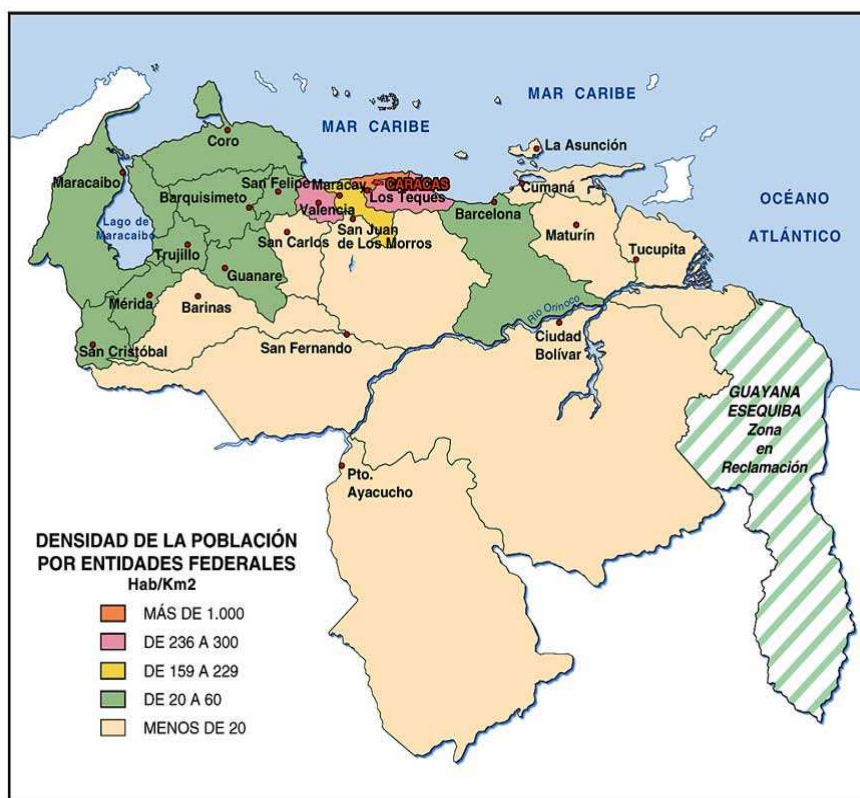 MAR CARIBE
MAR CARIBE
La Asunción
Coro
Maracaibo
San Felipe
Maracay
CARACAS
Los Teques
Cumaná
Barquisimeto
Valencia
Barcelona
OCÉANO
ATLÁNTICO
Lago de
Maracaibo
San Carlos
San Juan
de Los Morros
Maturín
Tucupita
Trujillo
Guanare
Mérida
Barinas
Río Orinoco
San Cristóbal
San Fernando
Ciudad
Bolívar
GUAYANA
ESEQUIBA
Zona
en
Reclamación
Pto.
Ayacucho
DENSIDAD DE LA POBLACIÓN
POR ENTIDADES FEDERALES
Hab/Km2
MÁS DE 1.000
DE 236 A 300
DE 159 A 229
DE 20 A 60
MENOS DE 20